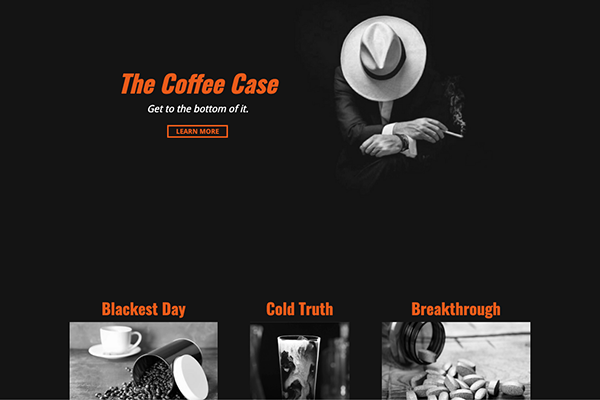 The Coffee Case
Get to the bottom of it.
LEARN MORE
Blackest Day
Cold Truth
Breakthrough